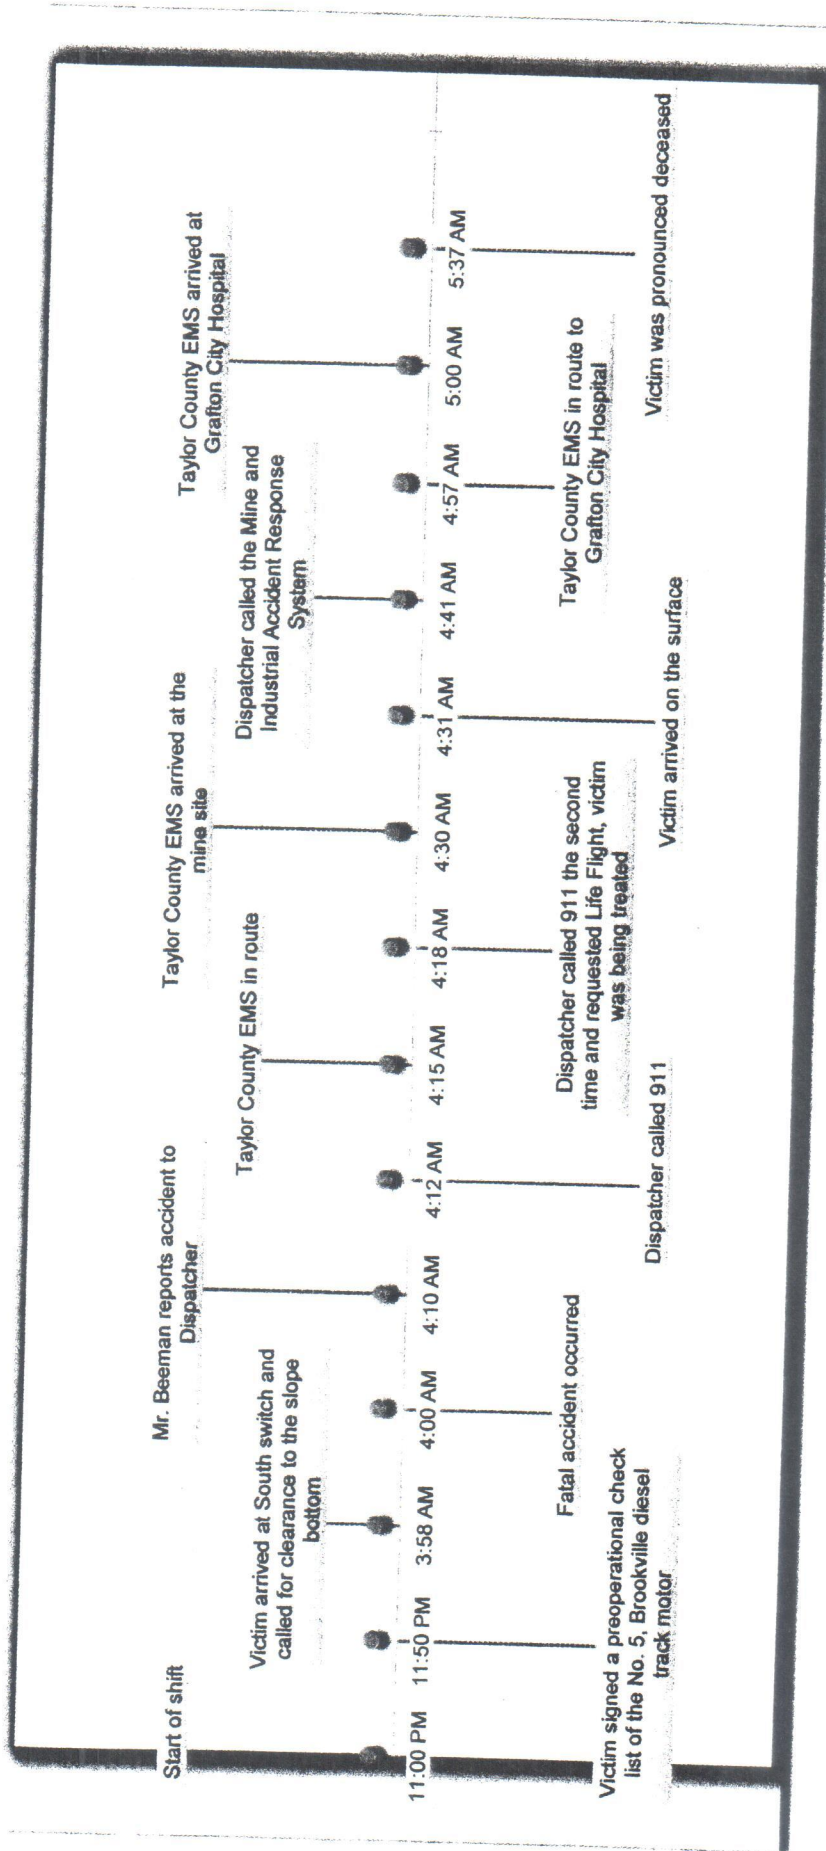 Start of shift
11:00 PM
11:50 PM
Victim signed a preoperational check
list of the No. 5, Brookville diesel
track motor
Victim arrived at South switch and
called for clearance to the slope
bottom
3:58 AM
4:00 AM
Fatal accident occurred
Mr. Beeman reports accident to
Dispatcher
4:10 AM
4:12 AM
Dispatcher called 911
Taylor County EMS in route
4:15 AM
4:18 AM
Dispatcher called 911 the second
time and requested Life Flight, victim
was being treated
Taylor County EMS arrived at the
mine site
4:30 AM
4:31 AM
Victim arrived on the surface
Dispatcher called the Mine and
Industrial Accident Response
System
4:41 AM
4:57 AM
Taylor County EMS in route to
Grafton City Hospital
Taylor County EMS arrived at
Grafton City Hospital
5:00 AM
5:37 AM
Victim was pronounced deceased